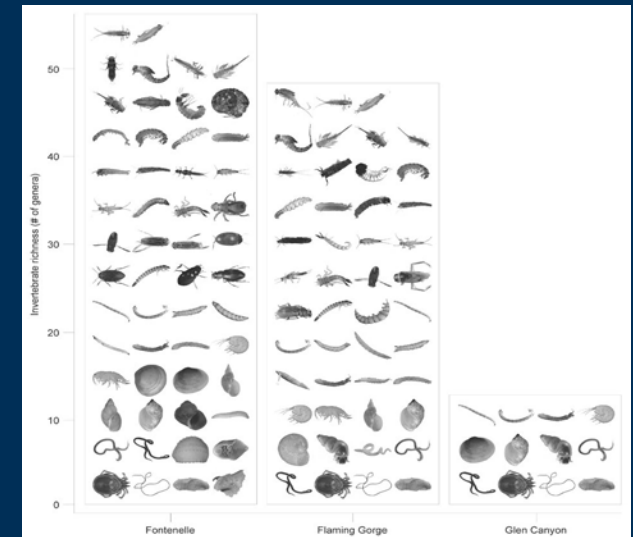 Invertebrate richness (# of genera)
50
40
30
20
10
0
Fontenelle
Flaming Gorge
Glen Canyon